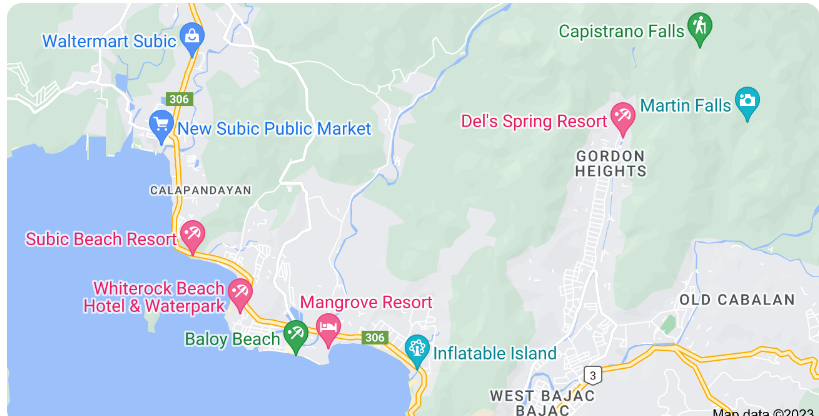 Capistrano Falls
Waltermart Subic
306
Martin Falls
Del's Spring Resort
New Subic Public Market
GORDON
HEIGHTS
CALAPANDAYAN
Subic Beach Resort
Whiterock Beach
Hotel & Waterpark
OLD CABALAN
Mangrove Resort
Baloy Beach
306
Inflatable Island
3
WEST BAJAC
BAJAC
Map data ©2023